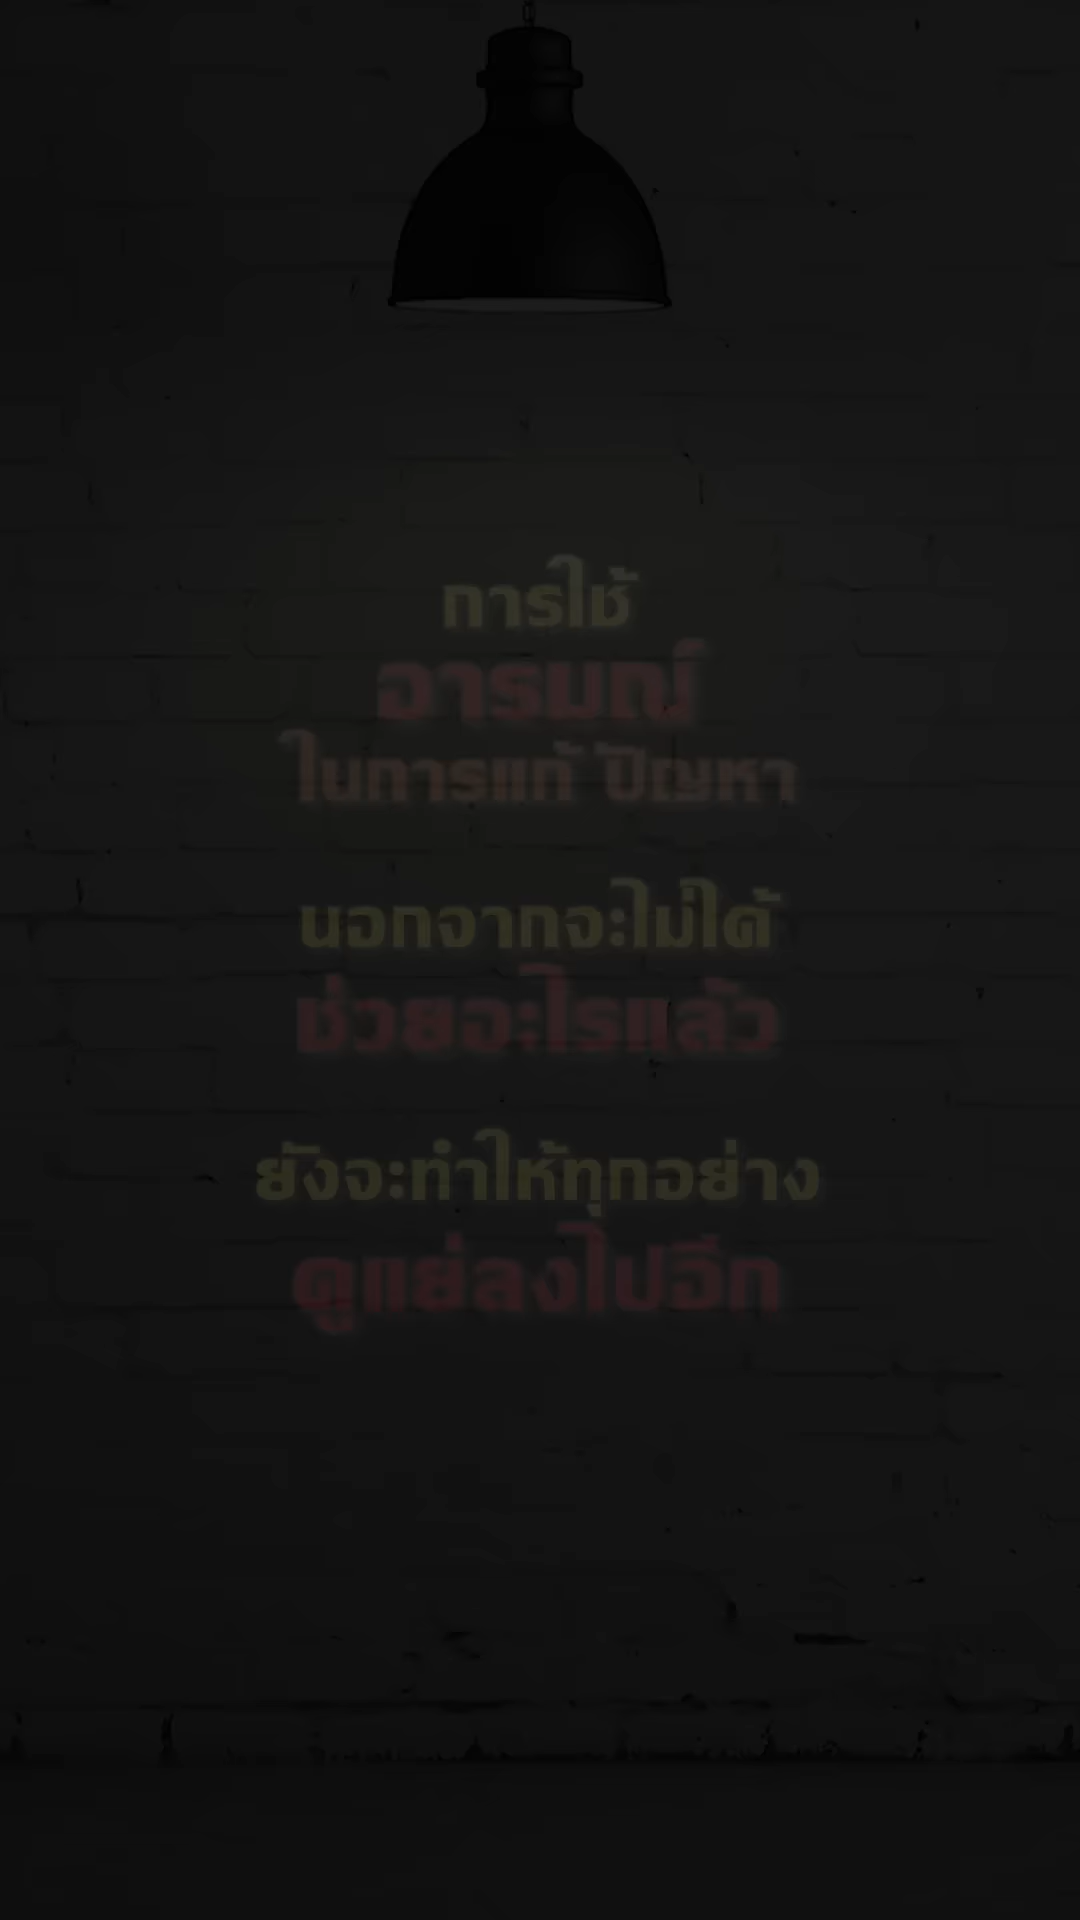 การใช้
อารมณ์
ในการแก้ ปัญหา
นอกจากจะไม่ได้
ช่วยอะไรแล้ว
ยังจะทำให้ทุกอย่าง
ดูแย่ลงไปอีก